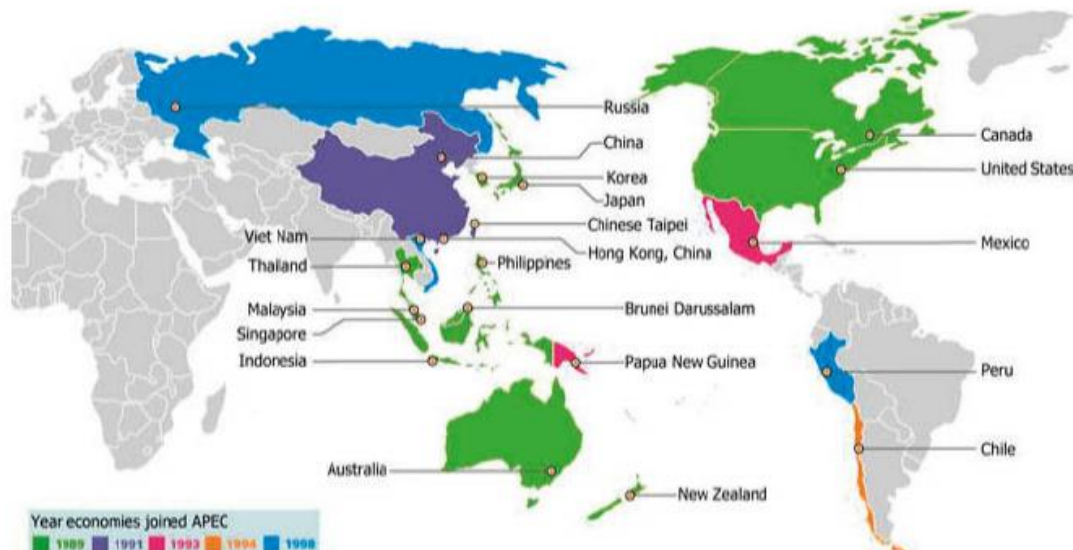 Russia
China
Korea
Japan
Chinese Taipei
Hong Kong, China
Viet Nam
Thailand
Philippines
Malaysia
Singapore
Indonesia
Brunei Darussalam
Papua New Guinea
Australia
New Zealand
Canada
United States
Mexico
Peru
Chile
Year economies joined APEC
1989 1991 1993 1994 1998